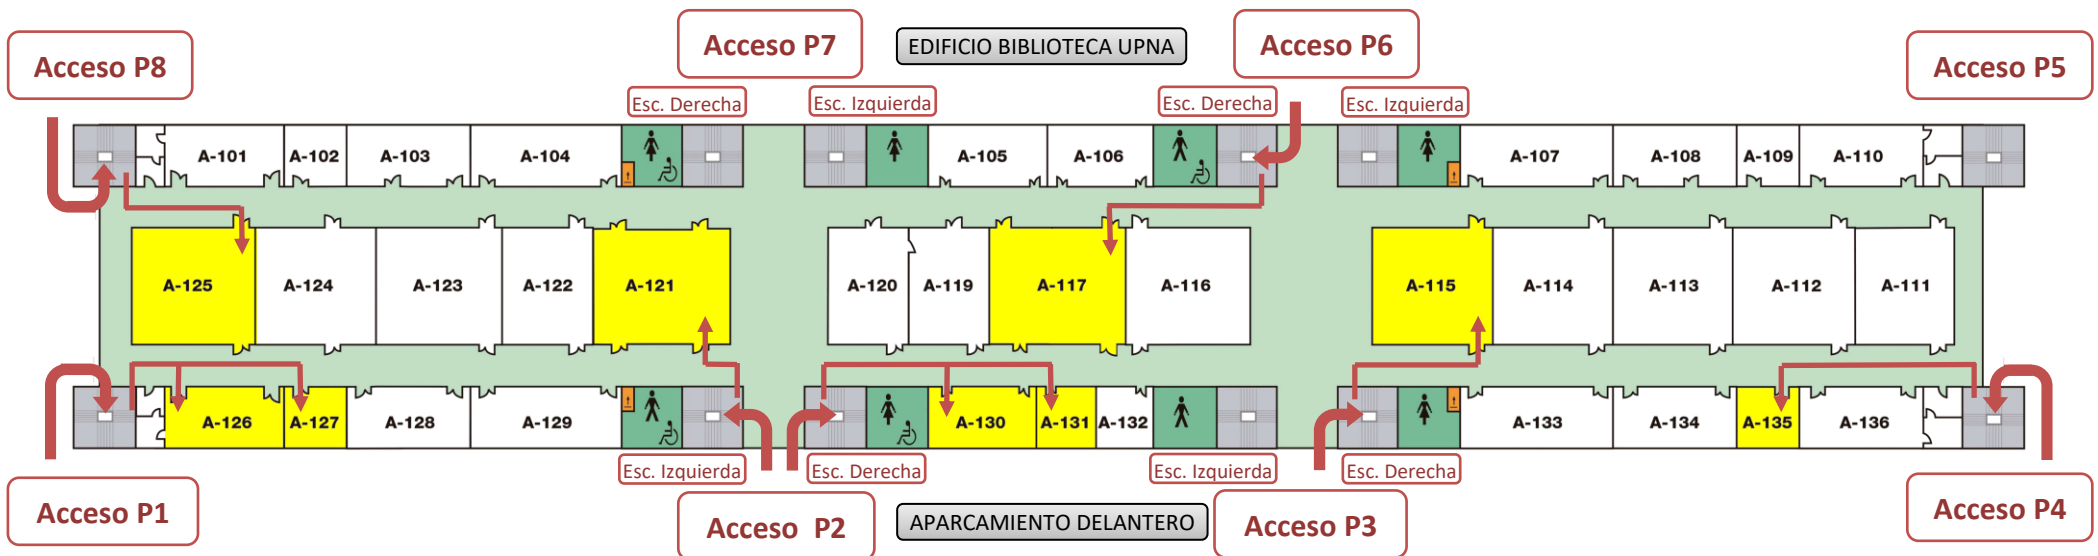 Acceso P8
Acceso P7
EDIFICIO BIBLIOTECA UPNA
Acceso P6
Acceso P5
Esc. Derecha
Esc. Izquierda
Esc. Derecha
Esc. Izquierda
A-101
A-102
A-103
A-104
A-105
A-106
A-107
A-108
A-109
A-110
A-125
A-124
A-123
A-122
A-121
A-120
A-119
A-117
A-116
A-115
A-114
A-113
A-112
A-111
A-126
A-127
A-128
A-129
A-130
A-131
A-132
A-133
A-134
A-135
A-136
Esc. Izquierda
Esc. Derecha
Esc. Izquierda
Esc. Derecha
Acceso P1
Acceso P2
APARCAMIENTO DELANTERO
Acceso P3
Acceso P4